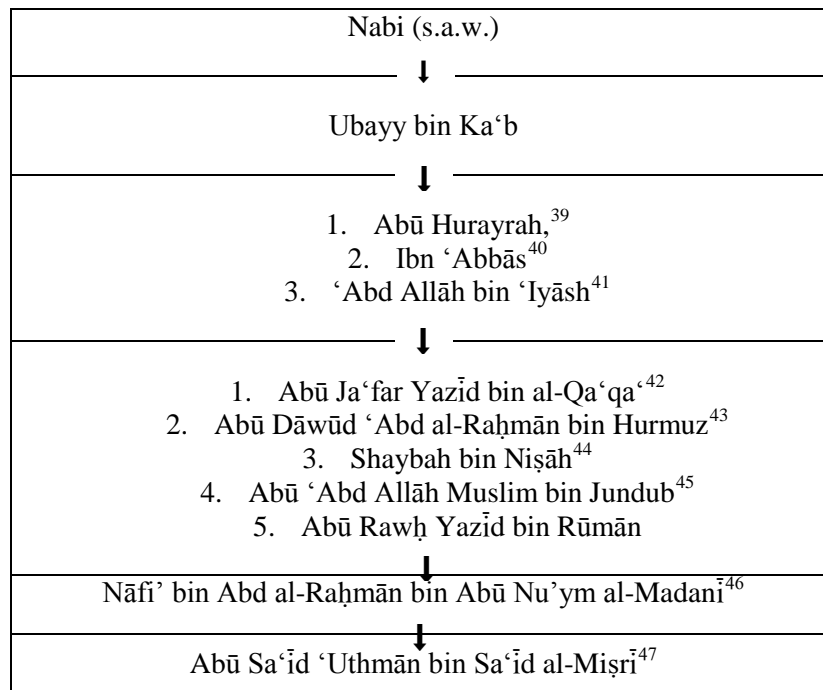 Nabi (s.a.w.)
Ubayy bin Ka‘b
1. Abū Hurayrah,³⁹
2. Ibn ‘Abbās⁴⁰
3. ‘Abd Allāh bin ‘Iyāsh⁴¹
1. Abū Ja‘far Yazīd bin al-Qa‘qa‘⁴²
2. Abū Dāwūd ‘Abd al-Raḥmān bin Hurmuz⁴³
3. Shaybah bin Niṣāh⁴⁴
4. Abū ‘Abd Allāh Muslim bin Jundub⁴⁵
5. Abū Rawḥ Yazīd bin Rūmān
Nāfi’ bin Abd al-Raḥmān bin Abū Nu’ym al-Madanī⁴⁶
Abū Sa‘īd ‘Uthmān bin Sa‘īd al-Miṣrī⁴⁷